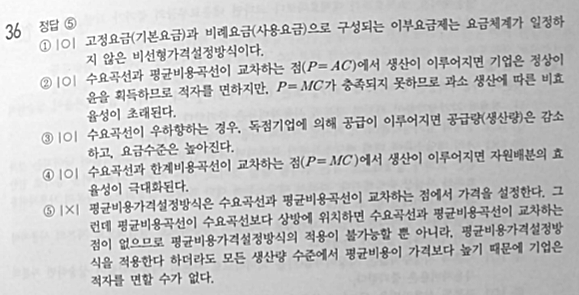 36 정답 ⑤
① |O| 고정요금(기본요금)과 비례요금(사용요금)으로 구성되는 이부요금제는 요금체계가 일정하
지 않은 비선형가격설정방식이다.
② |O| 수요곡선과 평균비용곡선이 교차하는 점(P=AC)에서 생산이 이루어지면 기업은 정상이
윤을 획득하므로 적자를 면하지만, P=MC가 충족되지 못하므로 과소 생산에 따른 비효
율성이 초래된다.
③ |O| 수요곡선이 우하향하는 경우, 독점기업에 의해 공급이 이루어지면 공급량(생산량)은 감소
하고, 요금수준은 높아진다.
④ |O| 수요곡선과 한계비용곡선이 교차하는 점(P=MC)에서 생산이 이루어지면 자원배분의 효
율성이 극대화된다.
⑤ |X| 평균비용가격설정방식은 수요곡선과 평균비용곡선이 교차하는 점에서 가격을 설정한다. 그
런데 평균비용곡선이 수요곡선보다 상방에 위치하면 수요곡선과 평균비용곡선이 교차하는
점이 없으므로 평균비용가격설정방식의 적용이 불가능할 뿐 아니라, 평균비용가격설정방
식을 적용한다 하더라도 모든 생산량 수준에서 평균비용이 가격보다 높기 때문에 기업은
적자를 면할 수가 없다.